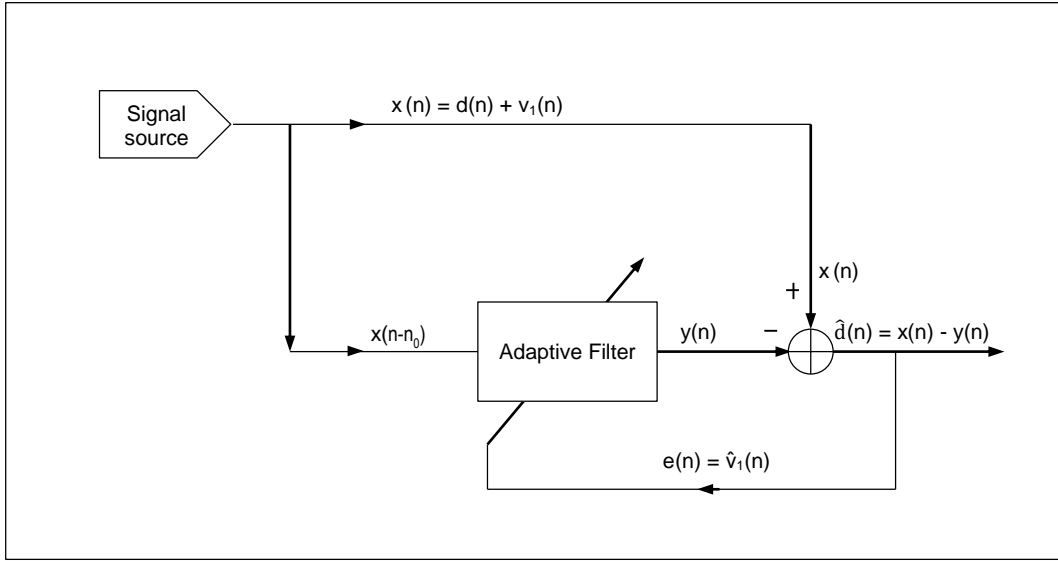 Signal
source
x(n) = d(n) + v₁(n)
x(n)
+
x(n-n₀)
Adaptive Filter
y(n)
−
d̂(n) = x(n) - y(n)
e(n) = v̂₁(n)